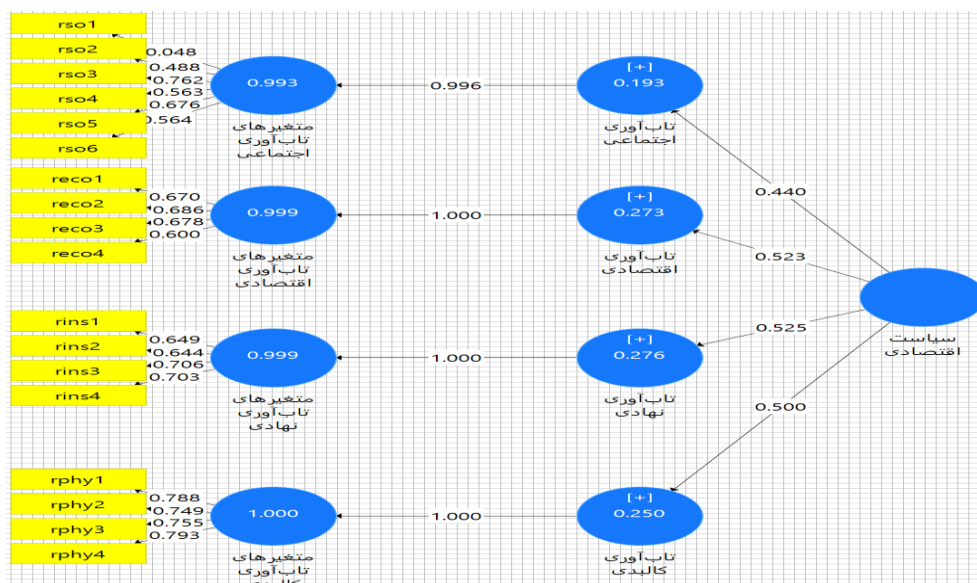 rso1
rso2
rso3
rso4
rso5
rso6
0.048
0.488
0.762
0.563
0.676
0.564
0.993
متغیرهای
تاب‌آوری
اجتماعی
0.996
[+]
0.193
تاب‌آوری
اجتماعی
reco1
reco2
reco3
reco4
0.670
0.686
0.678
0.600
0.999
متغیرهای
تاب‌آوری
اقتصادی
1.000
[+]
0.273
تاب‌آوری
اقتصادی
rins1
rins2
rins3
rins4
0.649
0.644
0.706
0.703
0.999
متغیرهای
تاب‌آوری
نهادی
1.000
[+]
0.276
تاب‌آوری
نهادی
rphy1
rphy2
rphy3
rphy4
0.788
0.749
0.755
0.793
1.000
متغیرهای
تاب‌آوری
1.000
[+]
0.250
تاب‌آوری
کالبدی
0.440
0.523
0.525
0.500
سیاست
اقتصادی